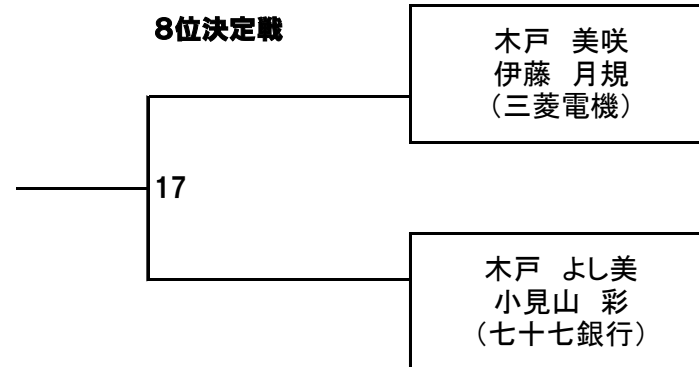 8位決定戦
木戸　美咲
伊藤　月規
（三菱電機）
17
木戸　よし美
小見山　彩
（七十七銀行）